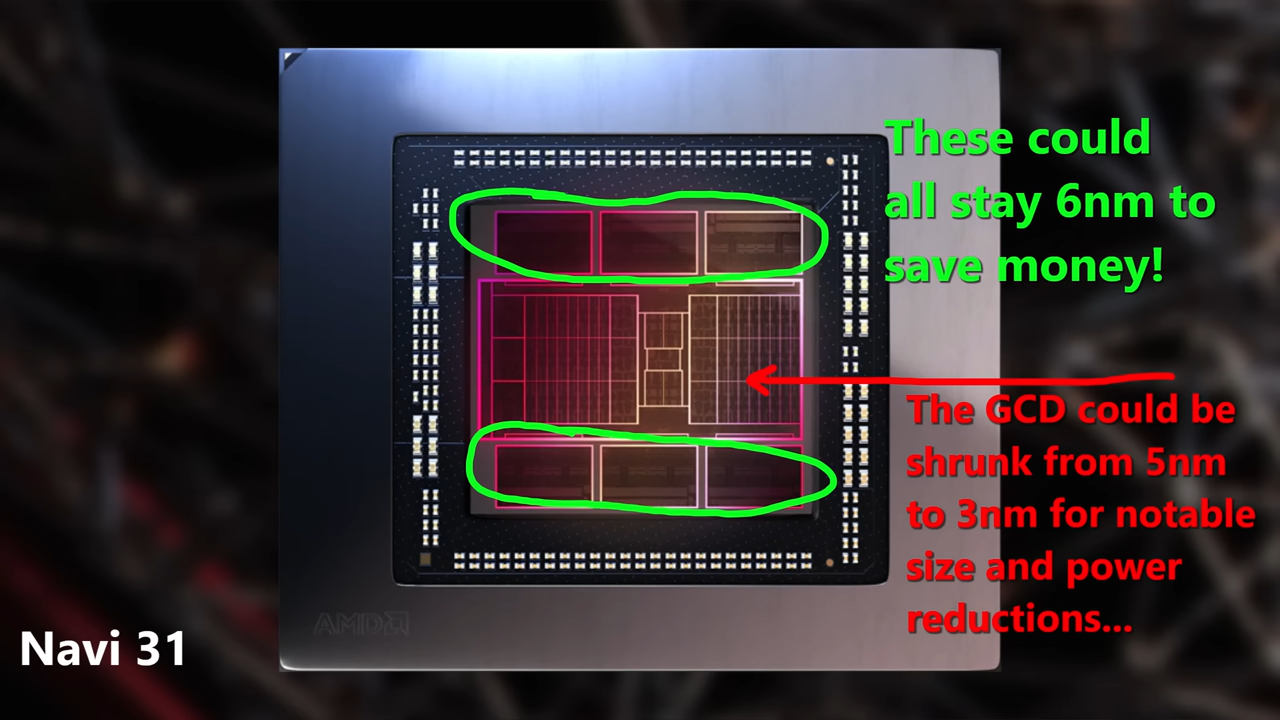 These could
all stay 6nm to
save money!
The GCD could be
shrunk from 5nm
to 3nm for notable
size and power
reductions...
AMD
Navi 31